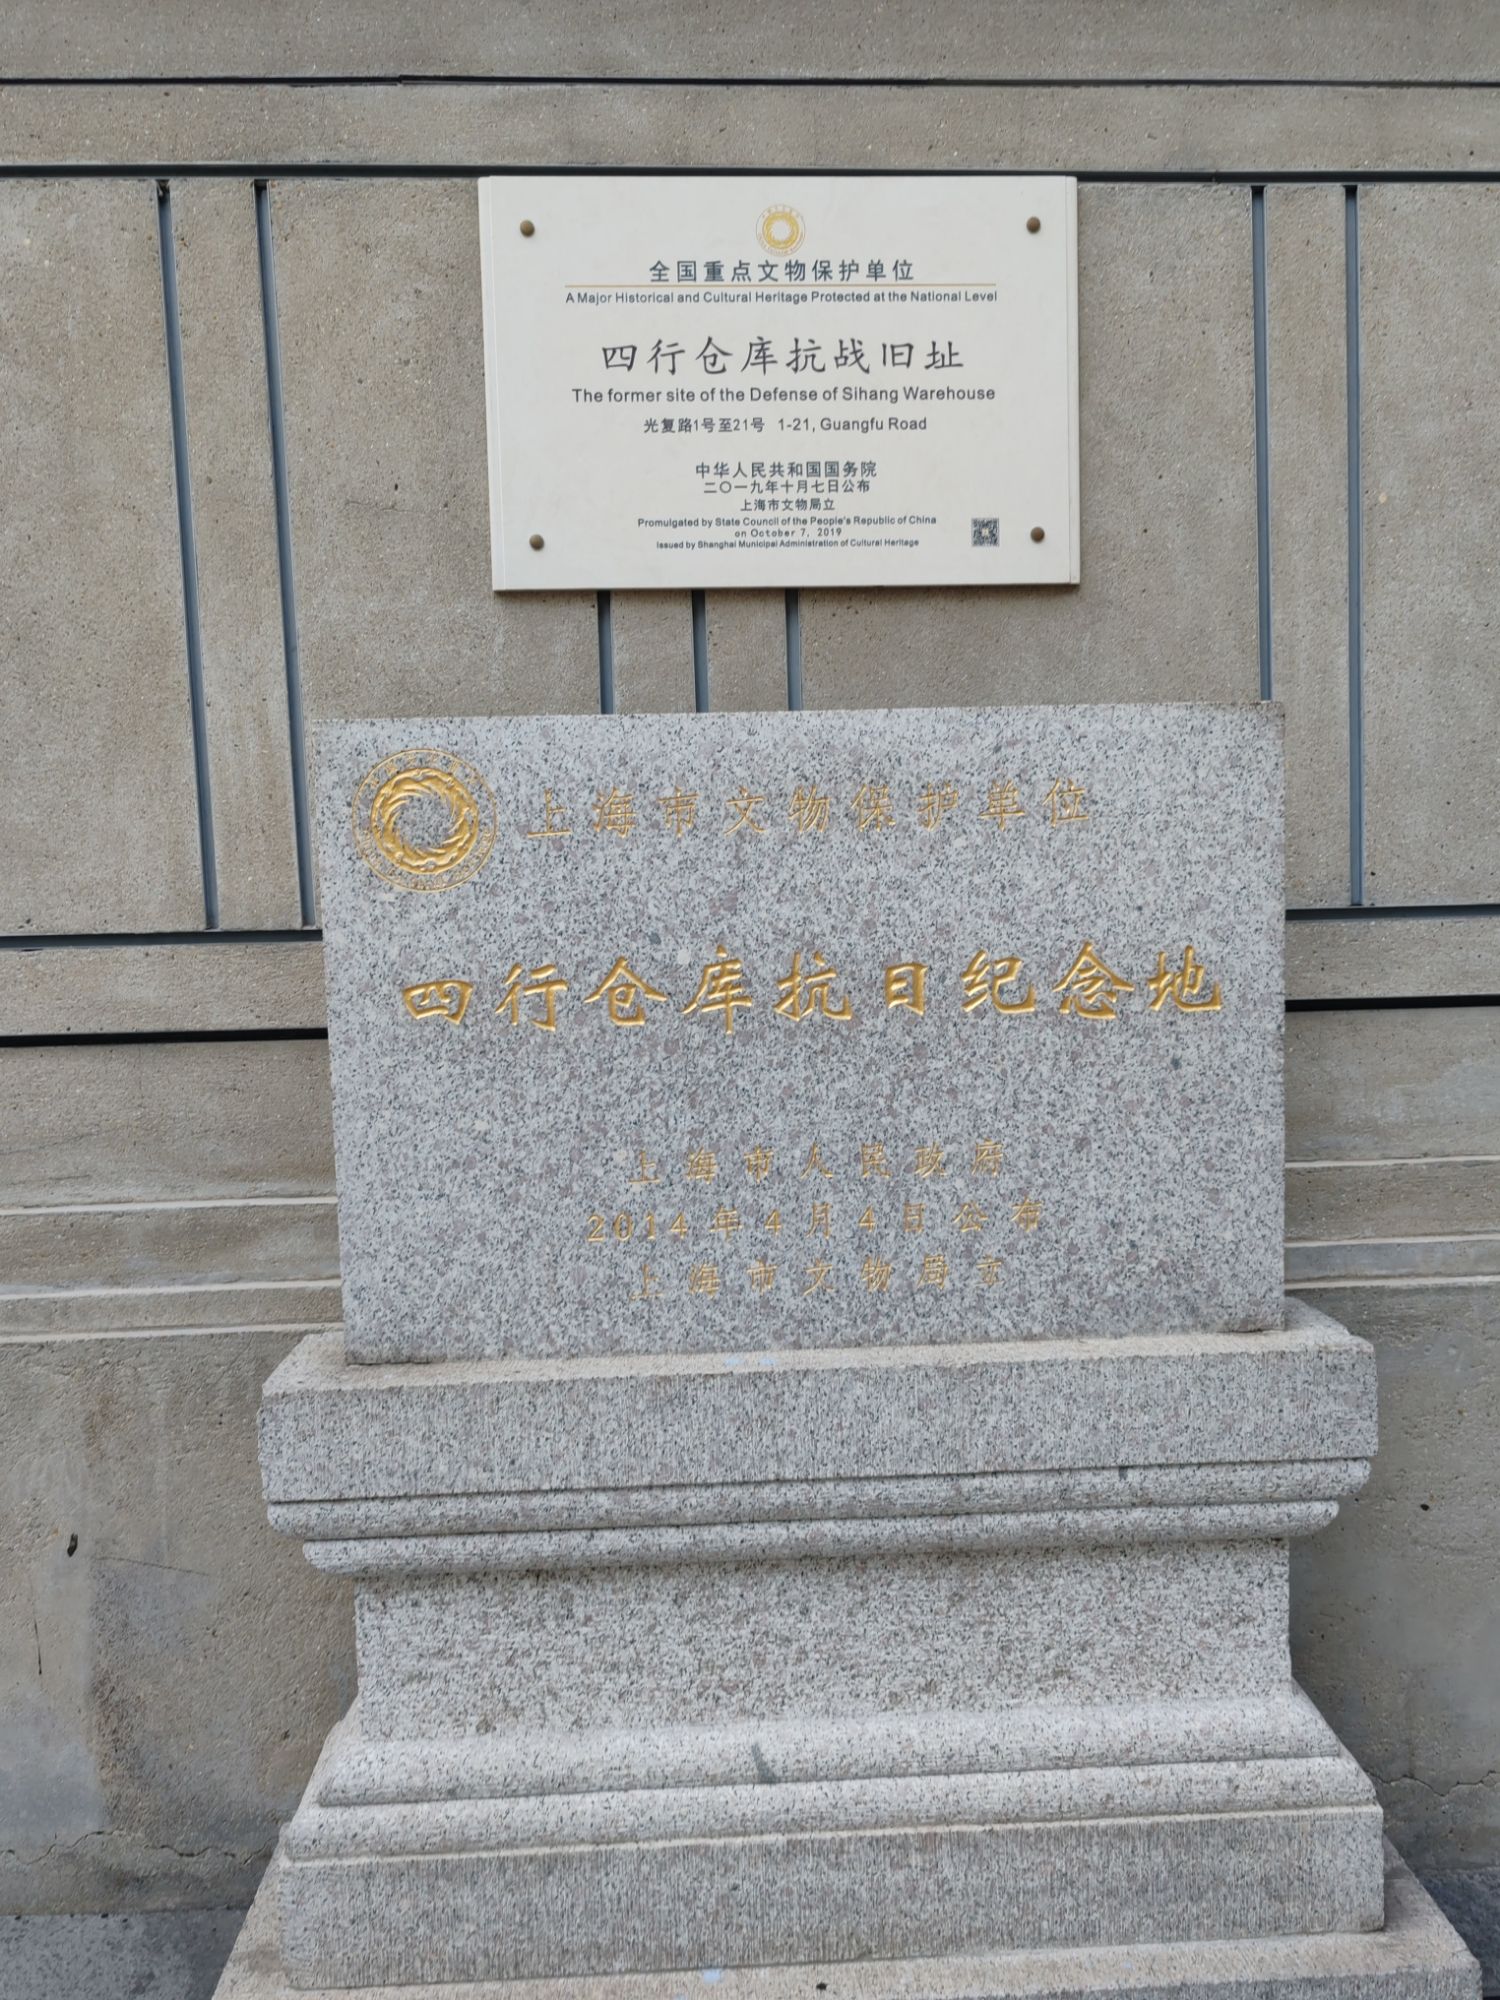 全国重点文物保护单位
A Major Historical and Cultural Heritage Protected at the National Level
四行仓库抗战旧址
The former site of the Defense of Sihang Warehouse
光复路1号至21号 1-21, Guangfu Road
中华人民共和国国务院
二〇一九年十月七日公布
上海市文物局立
Promulgated by State Council of the People's Republic of China
on October 7, 2019
Issued by Shanghai Municipal Administration of Cultural Heritage
上海市文物保护单位
四行仓库抗日纪念地
上海市人民政府
2014年4月4日公布
上海市文物局立